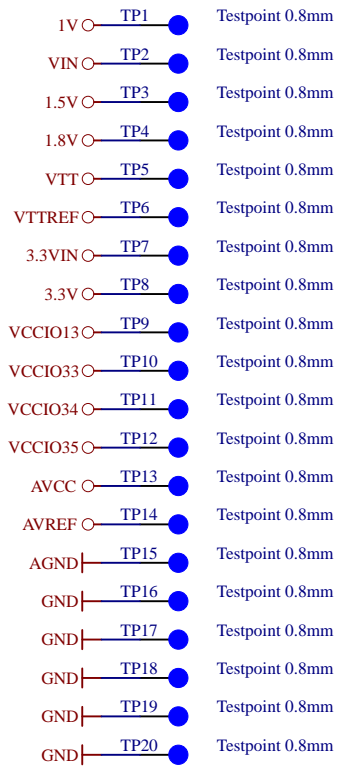 1V TP1 Testpoint 0.8mm
VIN TP2 Testpoint 0.8mm
1.5V TP3 Testpoint 0.8mm
1.8V TP4 Testpoint 0.8mm
VTT TP5 Testpoint 0.8mm
VTTREF TP6 Testpoint 0.8mm
3.3VIN TP7 Testpoint 0.8mm
3.3V TP8 Testpoint 0.8mm
VCCIO13 TP9 Testpoint 0.8mm
VCCIO33 TP10 Testpoint 0.8mm
VCCIO34 TP11 Testpoint 0.8mm
VCCIO35 TP12 Testpoint 0.8mm
AVCC TP13 Testpoint 0.8mm
AVREF TP14 Testpoint 0.8mm
AGND TP15 Testpoint 0.8mm
GND TP16 Testpoint 0.8mm
GND TP17 Testpoint 0.8mm
GND TP18 Testpoint 0.8mm
GND TP19 Testpoint 0.8mm
GND TP20 Testpoint 0.8mm